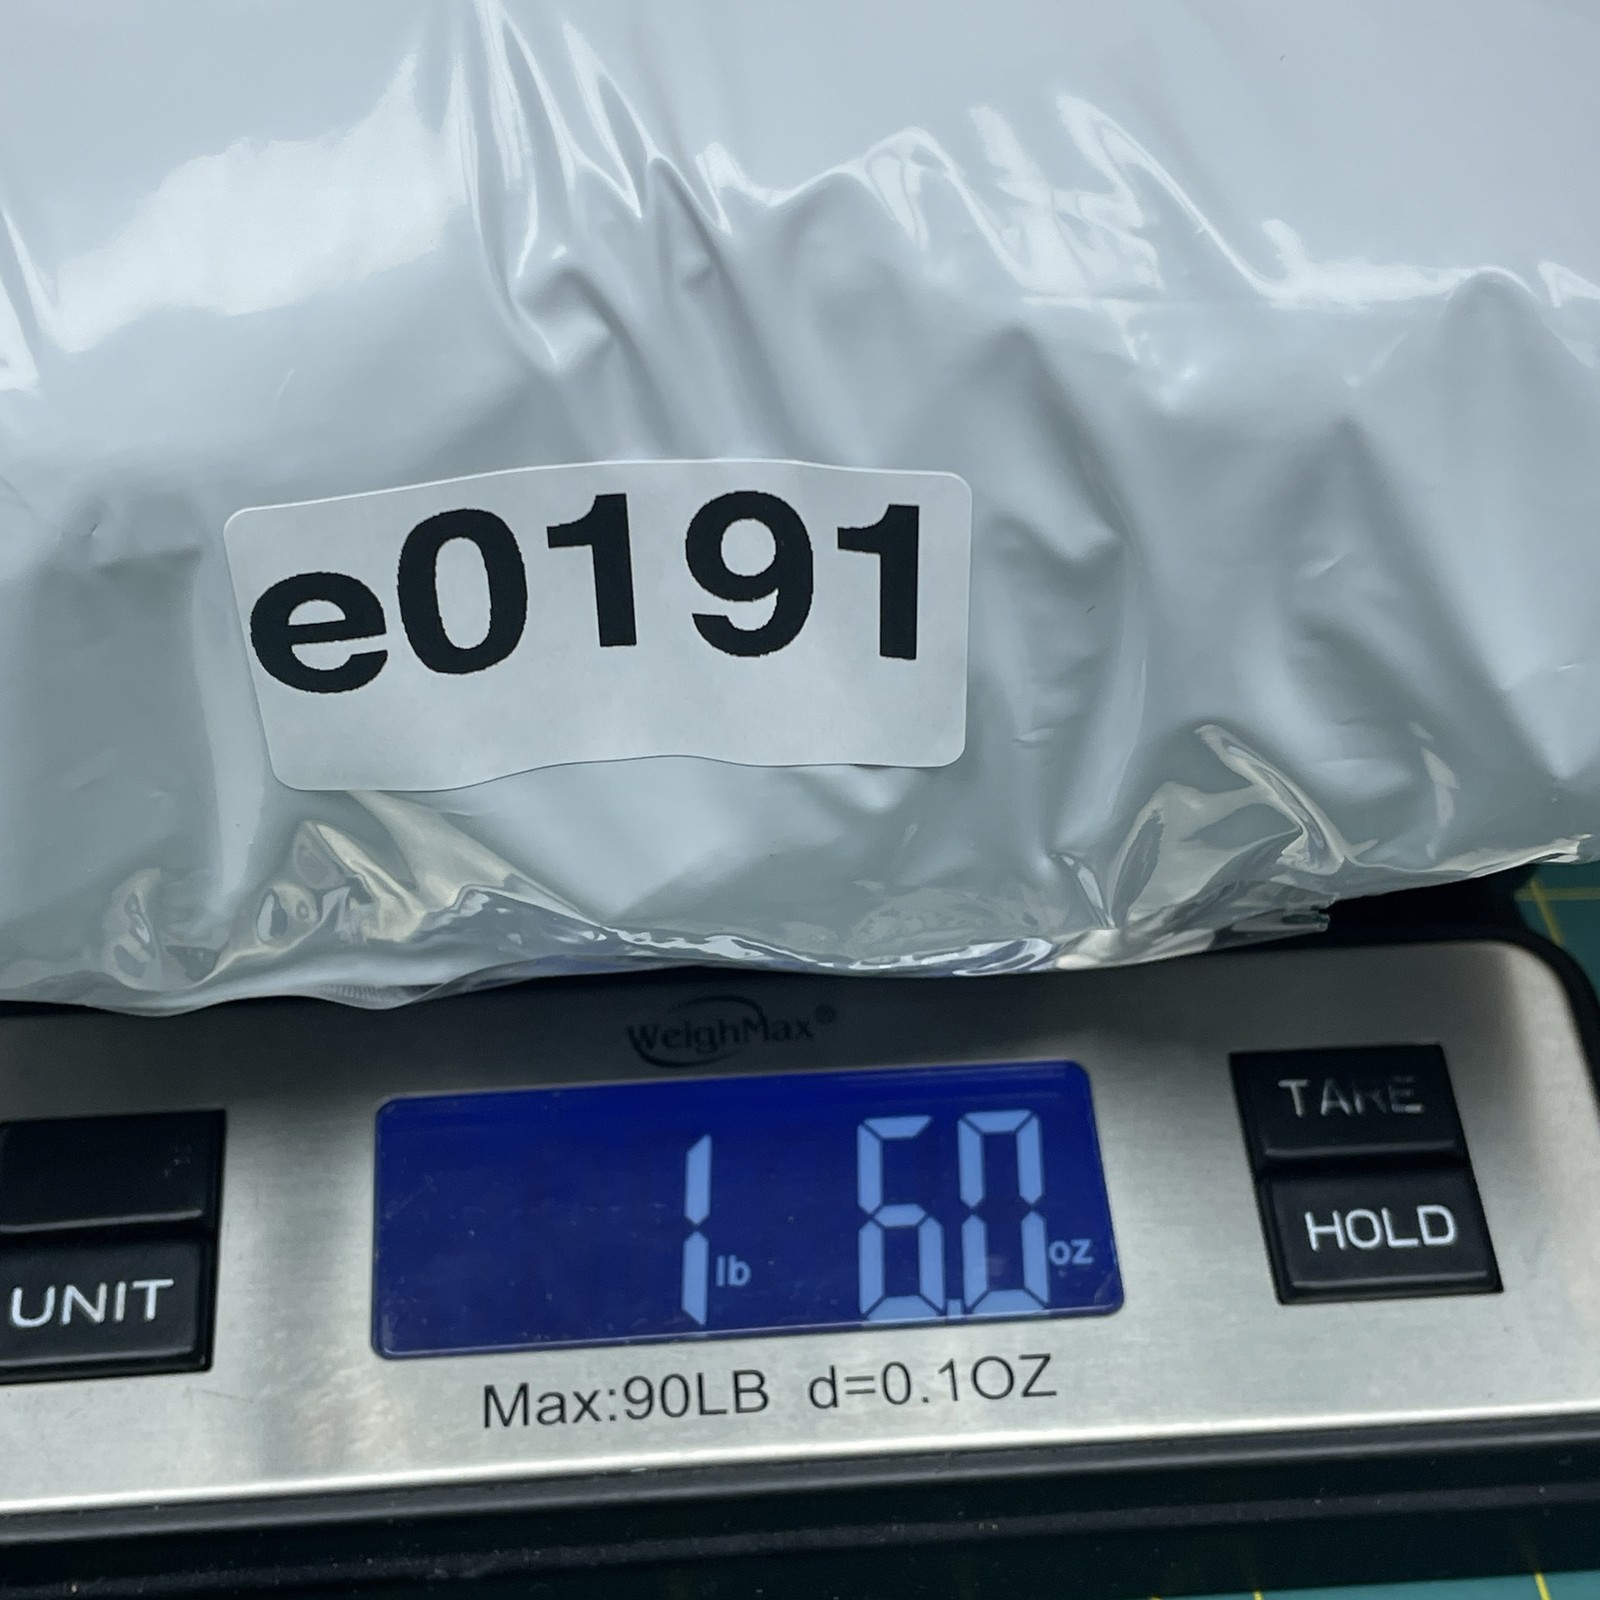 e0191
WeighMax®
TARE
1 lb 6.0 oz
HOLD
UNIT
Max:90LB d=0.1OZ